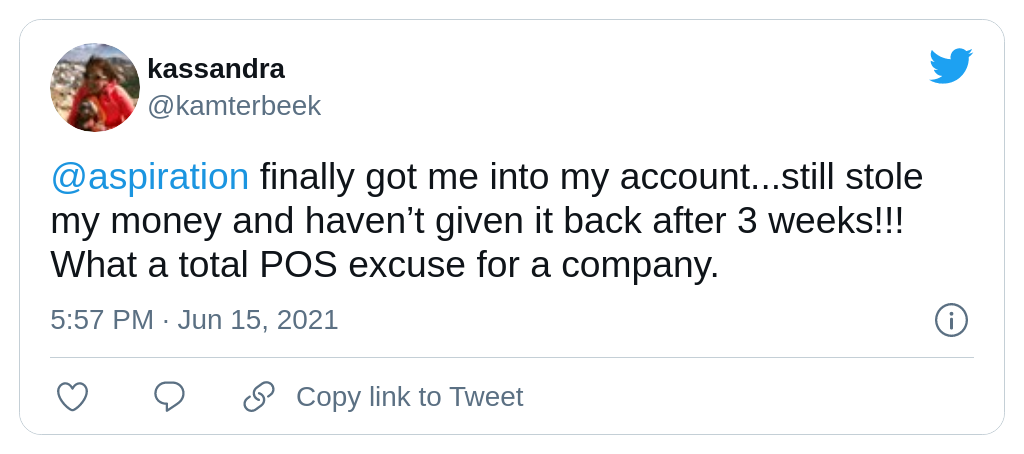 kassandra
@kamterbeek
@aspiration finally got me into my account...still stole
my money and haven’t given it back after 3 weeks!!!
What a total POS excuse for a company.
5:57 PM · Jun 15, 2021
Copy link to Tweet